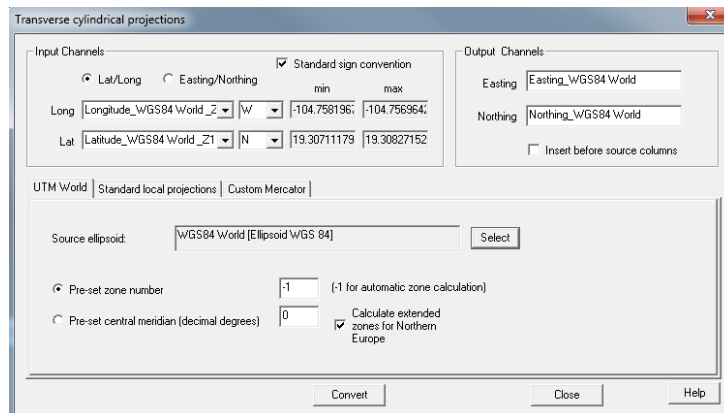 Transverse cylindrical projections
Input Channels
Lat/Long Easting/Northing Standard sign convention
min max
Long Longitude_WGS84 World _Z W -104.7581967 -104.7569642
Lat Latitude_WGS84 World _Z1 N 19.30711179 19.30827152
Output Channels
Easting Easting_WGS84 World
Northing Northing_WGS84 World
Insert before source columns
UTM World Standard local projections Custom Mercator
Source ellipsoid: WGS84 World [Ellipsoid WGS 84] Select
Pre-set zone number -1 (-1 for automatic zone calculation)
Pre-set central meridian (decimal degrees) 0
Calculate extended
zones for Northern
Europe
Convert Close Help